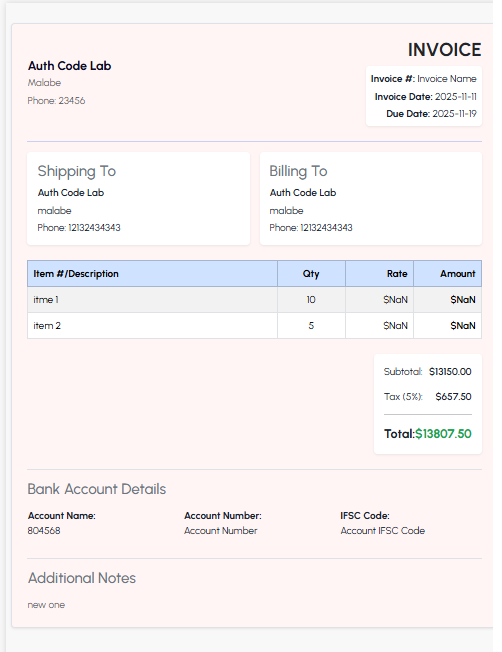 INVOICE
Auth Code Lab
Malabe
Phone: 23456
Invoice #: Invoice Name
Invoice Date: 2025-11-11
Due Date: 2025-11-19
Shipping To
Auth Code Lab
malabe
Phone: 12132434343
Billing To
Auth Code Lab
malabe
Phone: 12132434343
Item #/Description Qty Rate Amount
itme 1 10 $NaN $NaN
item 2 5 $NaN $NaN
Subtotal: $13150.00
Tax (5%): $657.50
Total:$13807.50
Bank Account Details
Account Name: Account Number: IFSC Code:
804568 Account Number Account IFSC Code
Additional Notes
new one